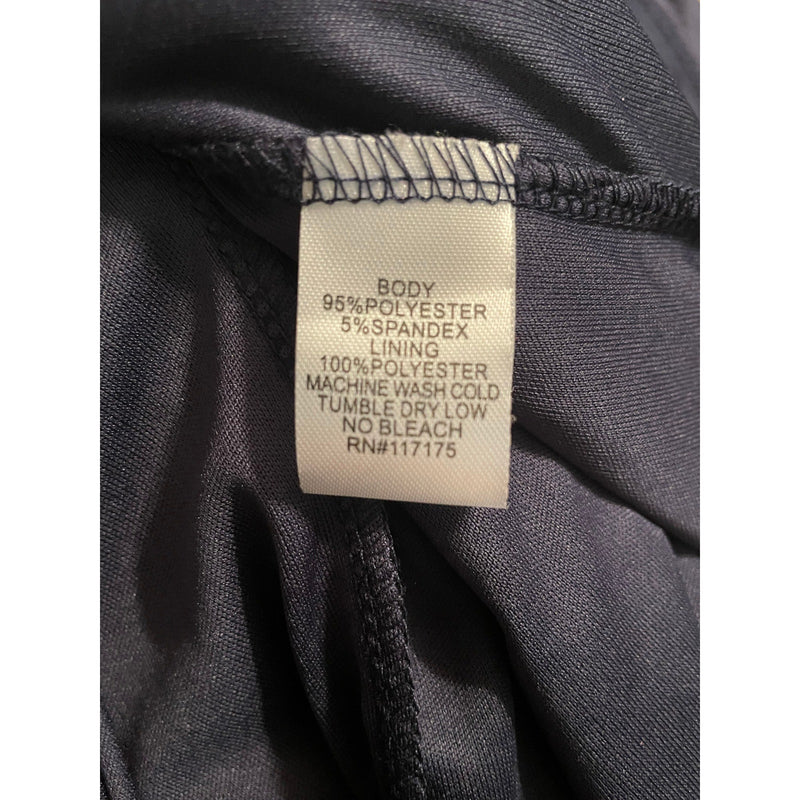 BODY
95%POLYESTER
5%SPANDEX
LINING
100%POLYESTER
MACHINE WASH COLD
TUMBLE DRY LOW
NO BLEACH
RN#117175